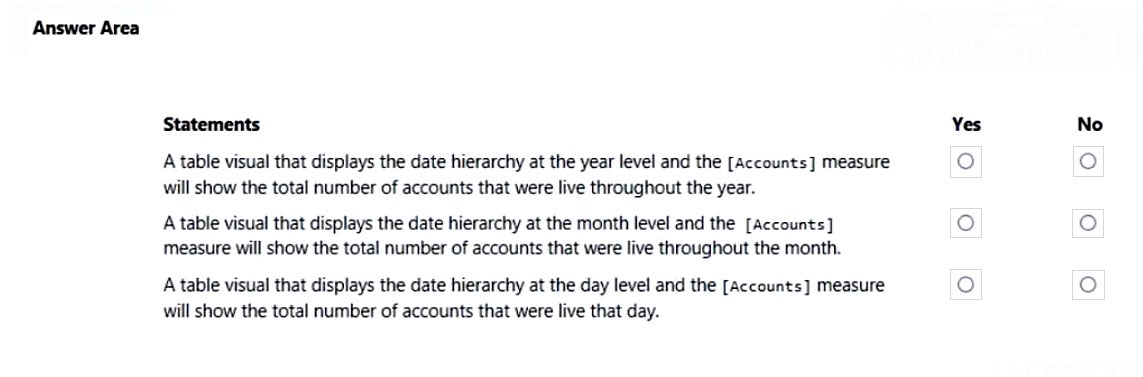 Answer Area
Statements Yes No
A table visual that displays the date hierarchy at the year level and the [Accounts] measure
will show the total number of accounts that were live throughout the year.
A table visual that displays the date hierarchy at the month level and the [Accounts]
measure will show the total number of accounts that were live throughout the month.
A table visual that displays the date hierarchy at the day level and the [Accounts] measure
will show the total number of accounts that were live that day.